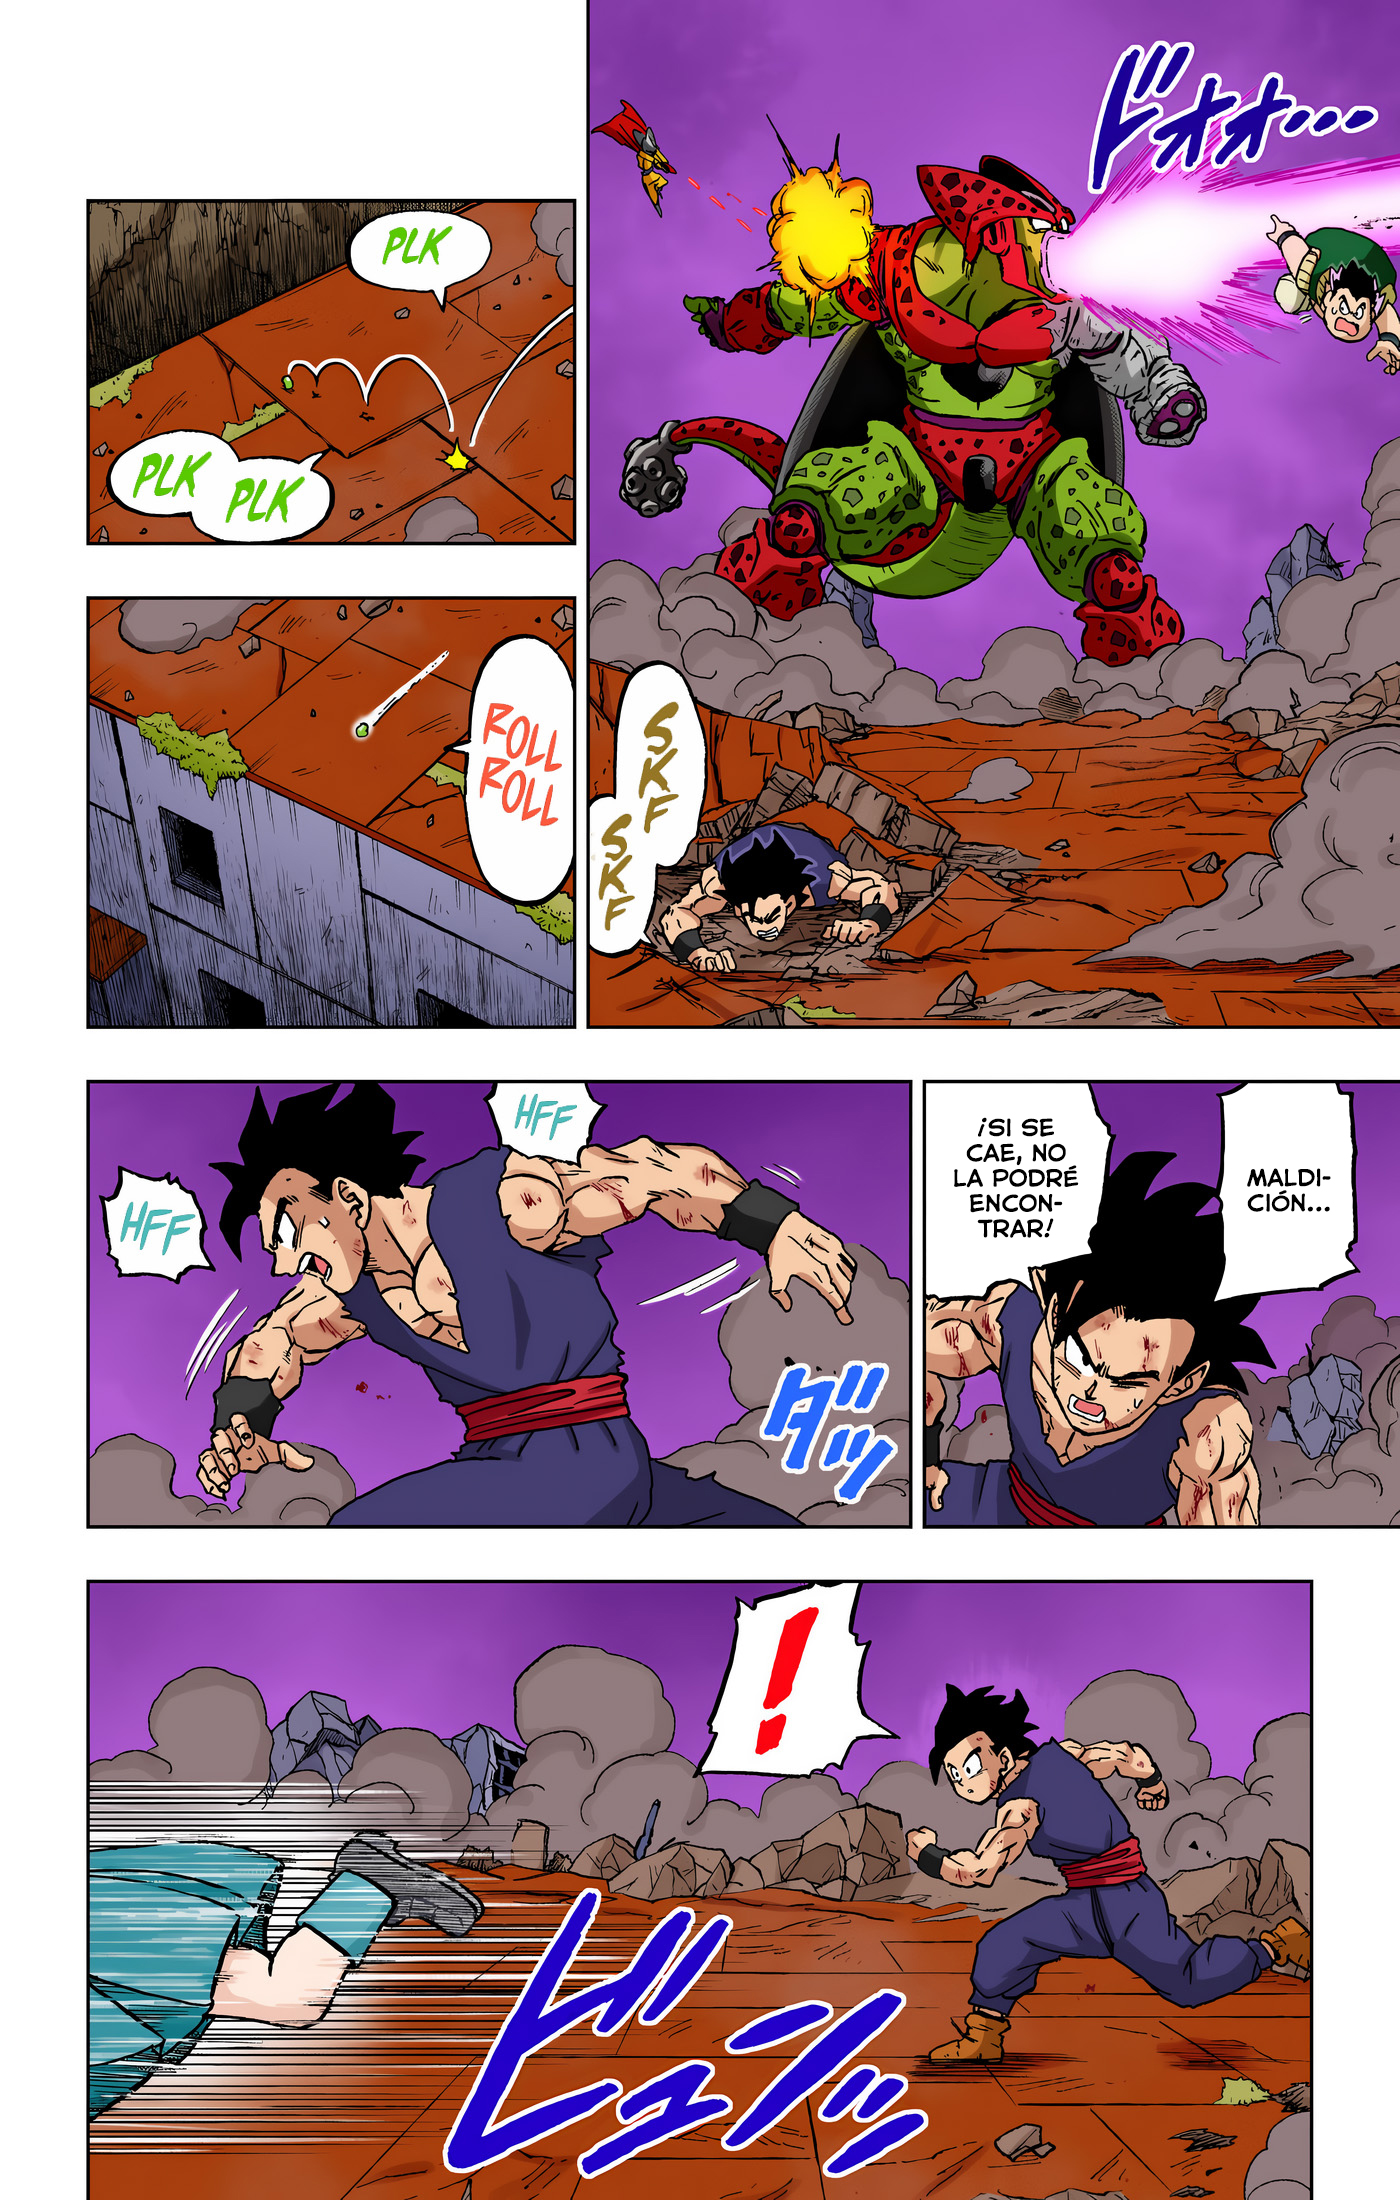 ドオオ...
SKF
SKF
PLK
PLK
PLK
ROLL
ROLL
MALDI-
CIÓN...
¡SI SE
CAE, NO
LA PODRÉ
ENCON-
TRAR!
HFF
HFF
ダッ
!
ビュンッ